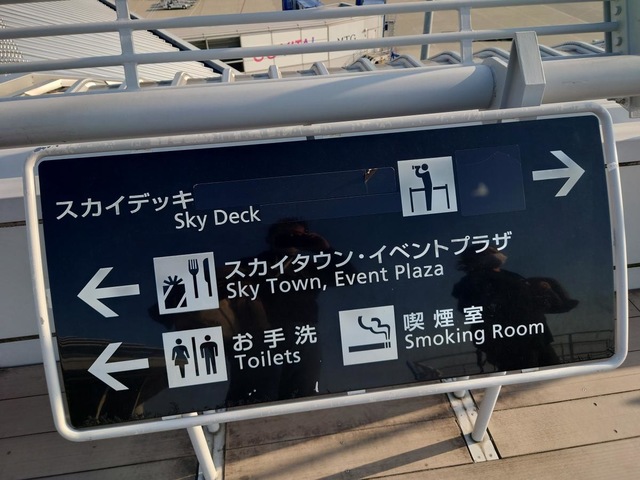 スカイデッキ
Sky Deck
スカイタウン・イベントプラザ
Sky Town, Event Plaza
お手洗
Toilets
喫煙室
Smoking Room